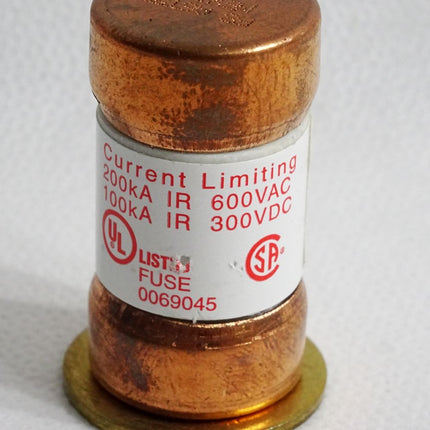 Current Limiting
200kA IR 600VAC
100kA IR 300VDC
UL LISTED SA®
FUSE
0069045